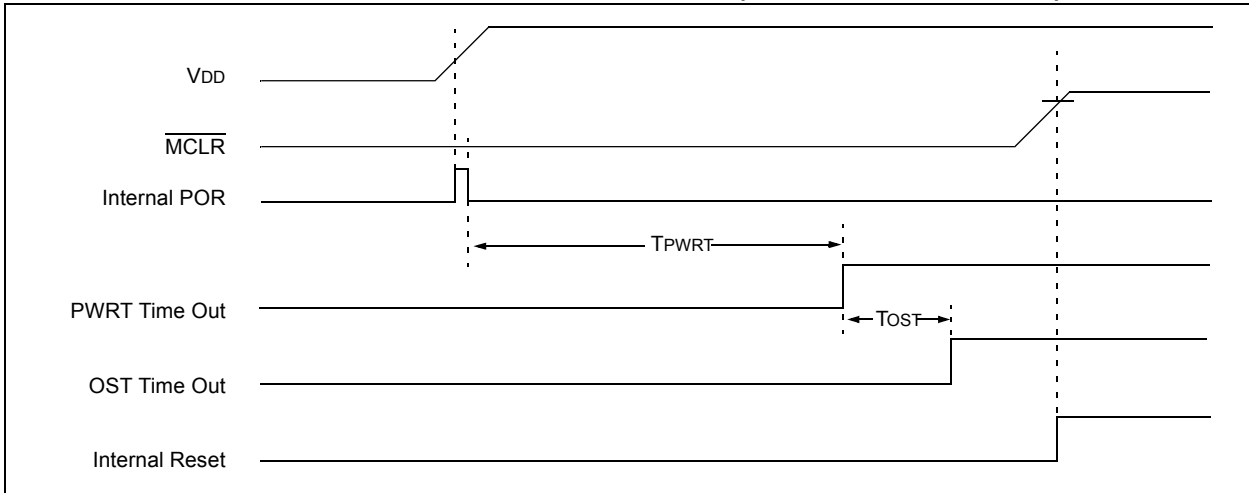 VDD
MCLR
Internal POR
TPWRT
PWRT Time Out
TOST
OST Time Out
Internal Reset